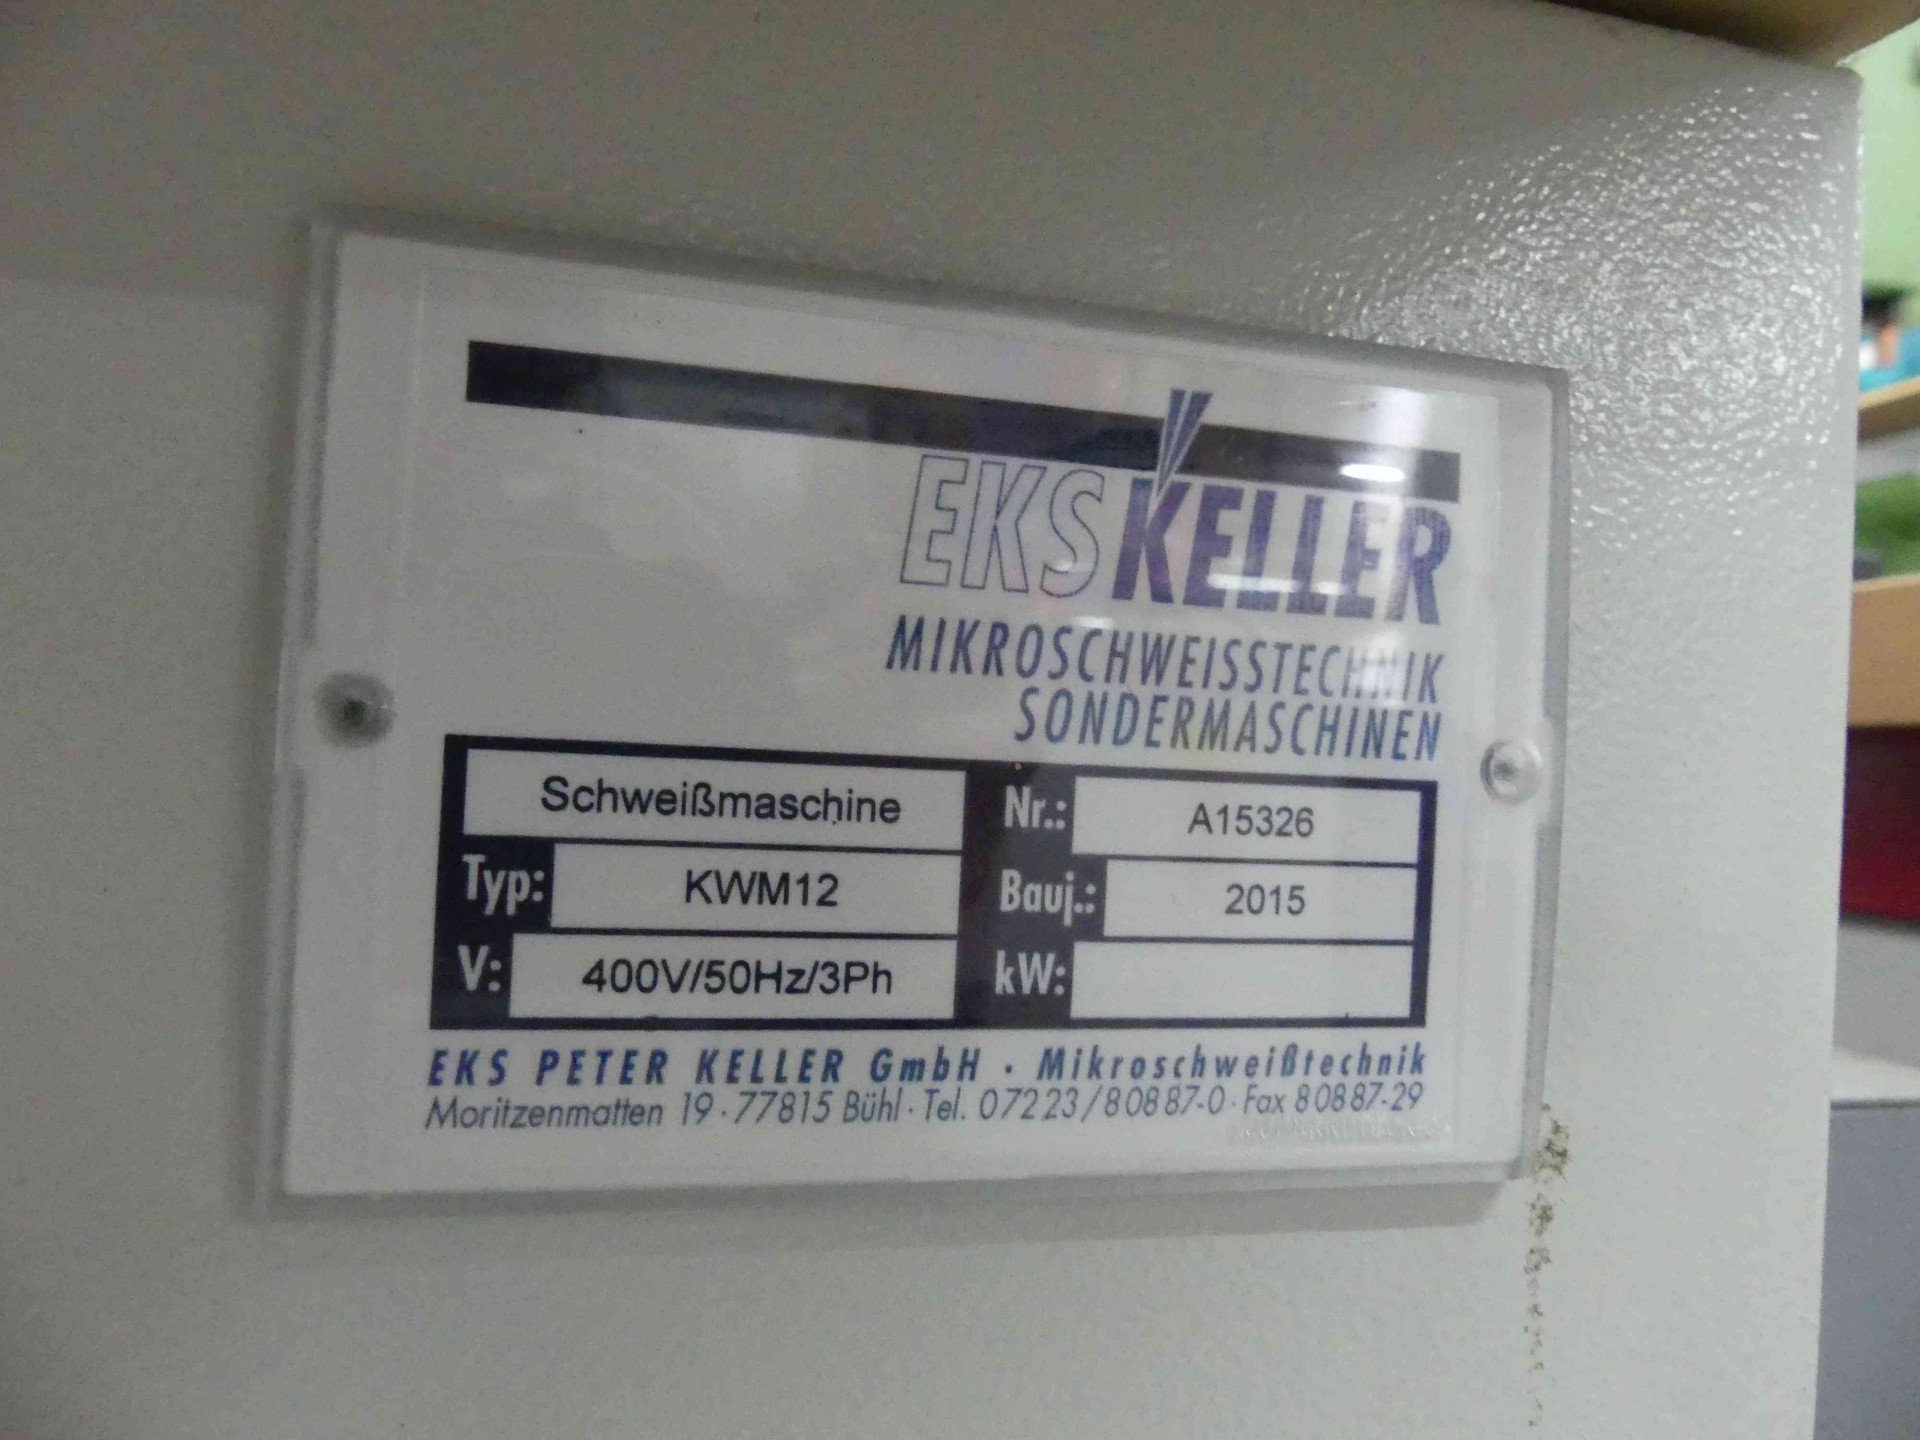 EKS KELLER
MIKROSCHWEISSTECHNIK
SONDERMASCHINEN
Schweißmaschine Nr.: A15326
Typ: KWM12 Bauj.: 2015
V: 400V/50Hz/3Ph kW:
EKS PETER KELLER GmbH · Mikroschweißtechnik
Moritzenmatten 19 · 77815 Bühl · Tel. 07223/80887-0 · Fax 80887-29